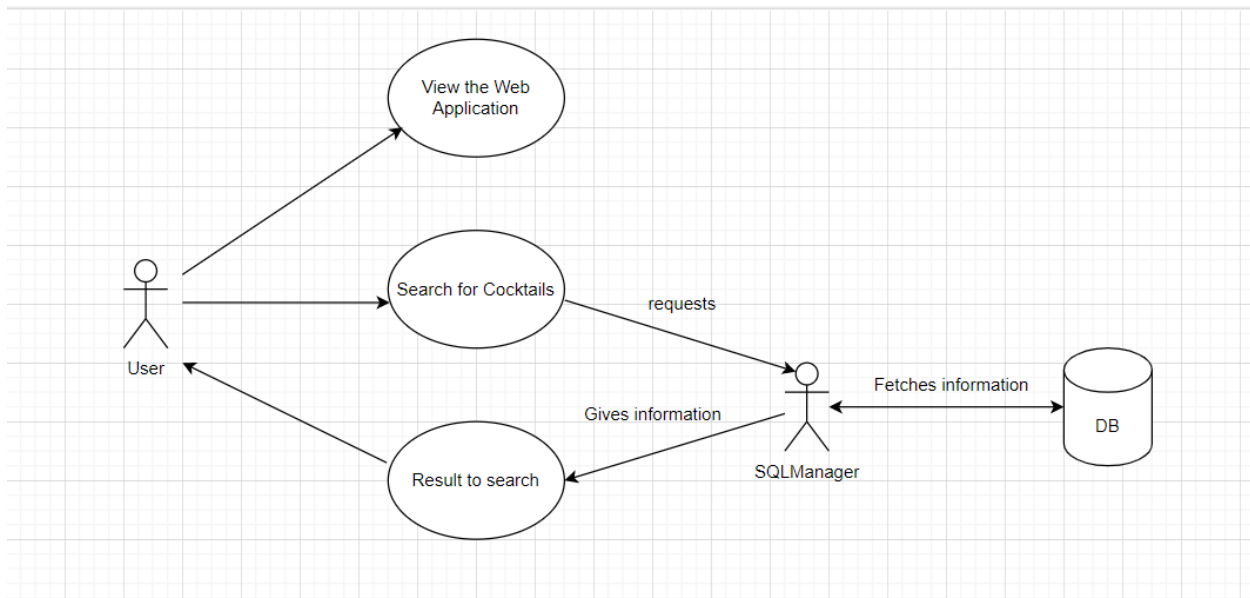 View the Web
Application
Search for Cocktails
requests
User
Fetches information
Gives information
DB
SQLManager
Result to search